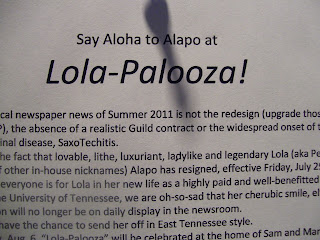 Say Aloha to Alapo at
Lola-Palooza!
cal newspaper news of Summer 2011 is not the redesign (upgrade those
P), the absence of a realistic Guild contract or the widespread onset of t
inal disease, SaxoTechitis.
he fact that lovable, lithe, luxuriant, ladylike and legendary Lola (aka Pe
f other in-house nicknames) Alapo has resigned, effective Friday, July 29
everyone is for Lola in her new life as a highly paid and well-benefitted
he University of Tennessee, we are oh-so-sad that her cherubic smile, el
on will no longer be on daily display in the newsroom.
have the chance to send her off in East Tennessee style.
Aug. 6, "Lola-Palooza" will be celebrated at the home of Sam and Mar